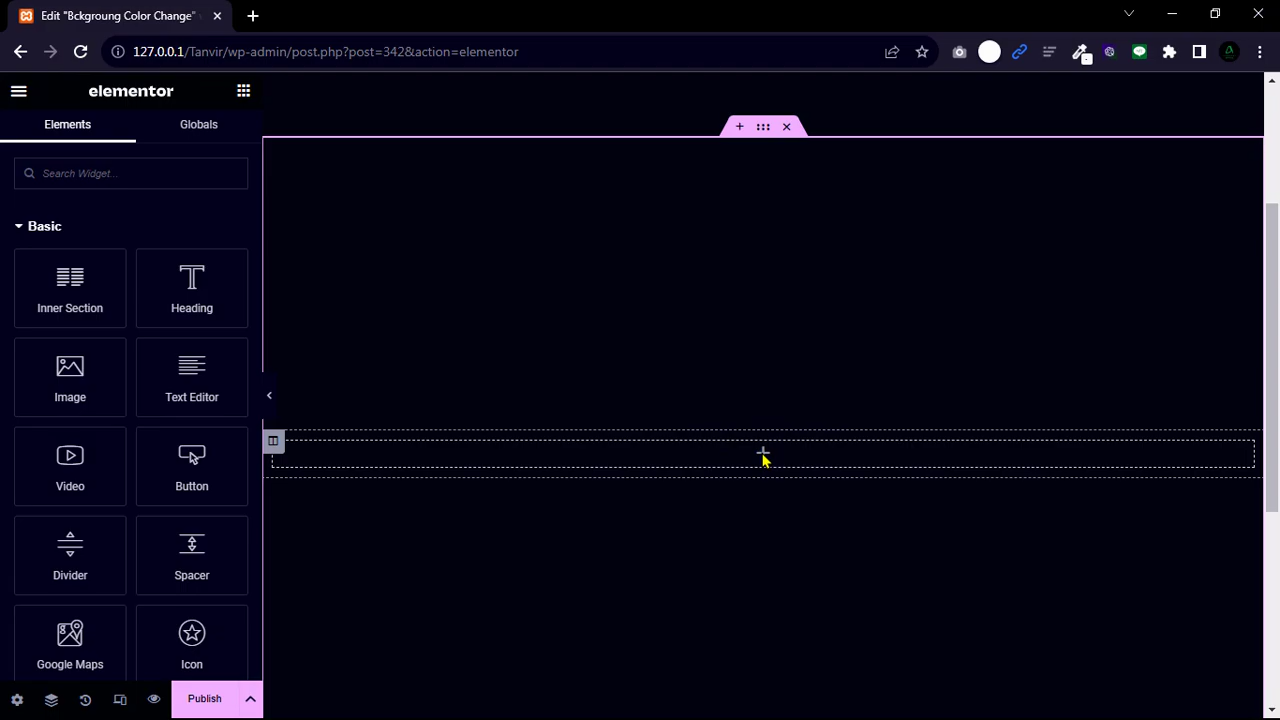 Edit "Bckgroung Color Change"
127.0.0.1/Tanvir/wp-admin/post.php?post=342&action=elementor
elementor
Elements
Globals
Search Widget...
Basic
Inner Section
Heading
Image
Text Editor
Video
Button
Divider
Spacer
Google Maps
Icon
Publish